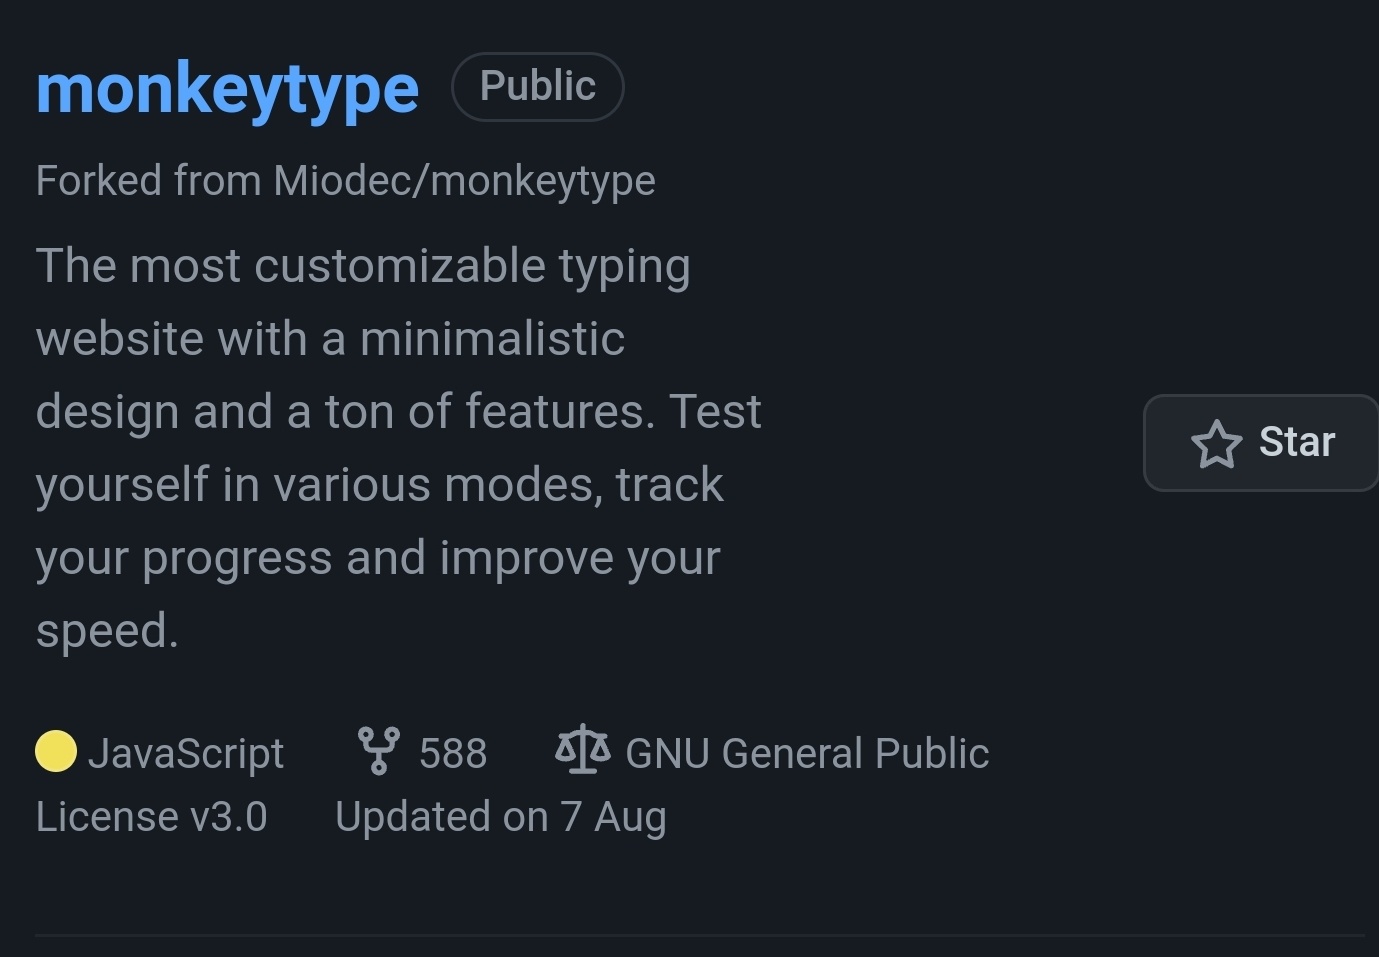 monkeytype Public
Forked from Miodec/monkeytype
The most customizable typing
website with a minimalistic
design and a ton of features. Test
yourself in various modes, track
your progress and improve your
speed.
Star
JavaScript 588 GNU General Public
License v3.0 Updated on 7 Aug